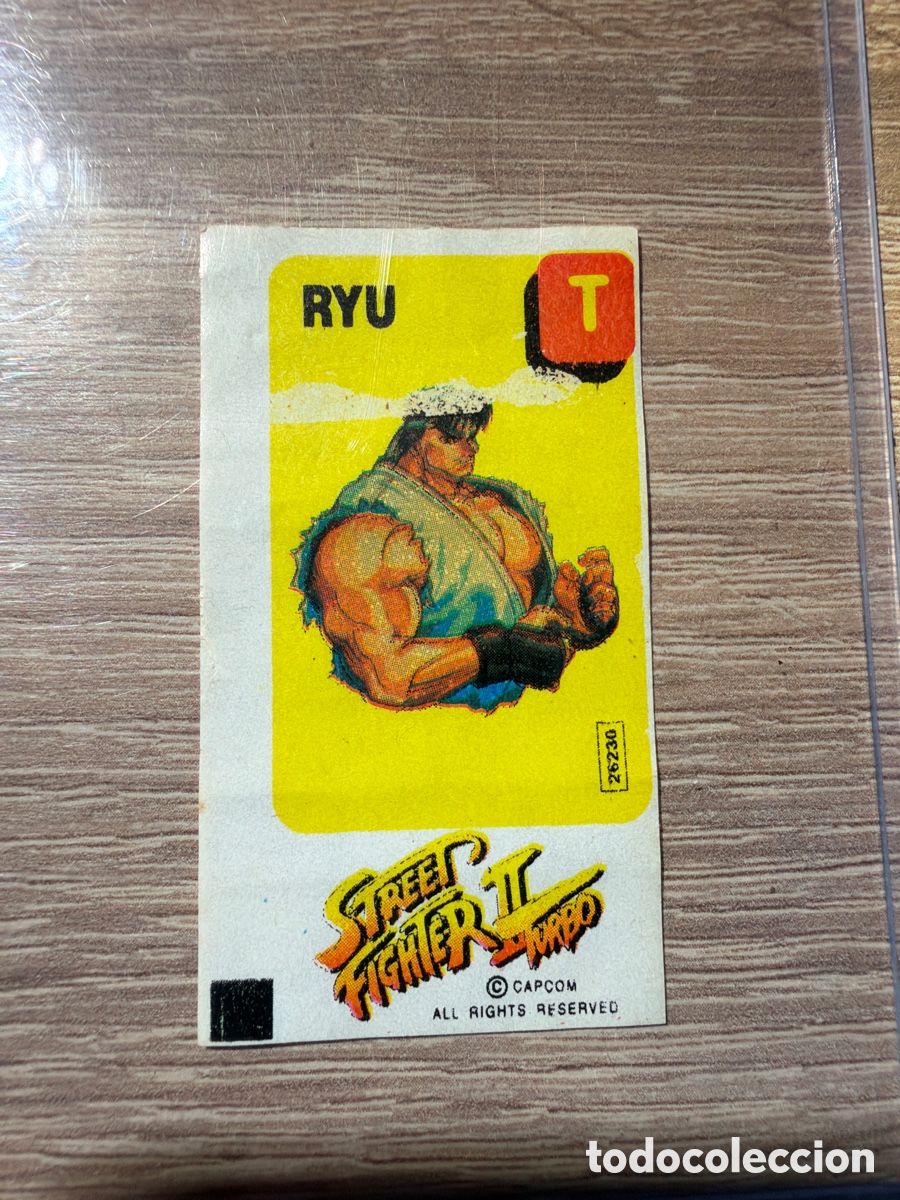 RYU
T
26230
STREET
FIGHTER II
TURBO
© CAPCOM
ALL RIGHTS RESERVED
todocoleccion